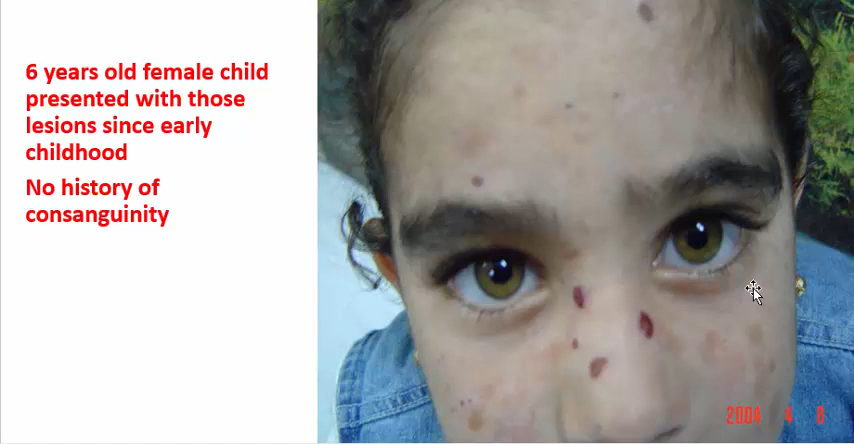 6 years old female child
presented with those
lesions since early
childhood
No history of
consanguinity
2004 4 8